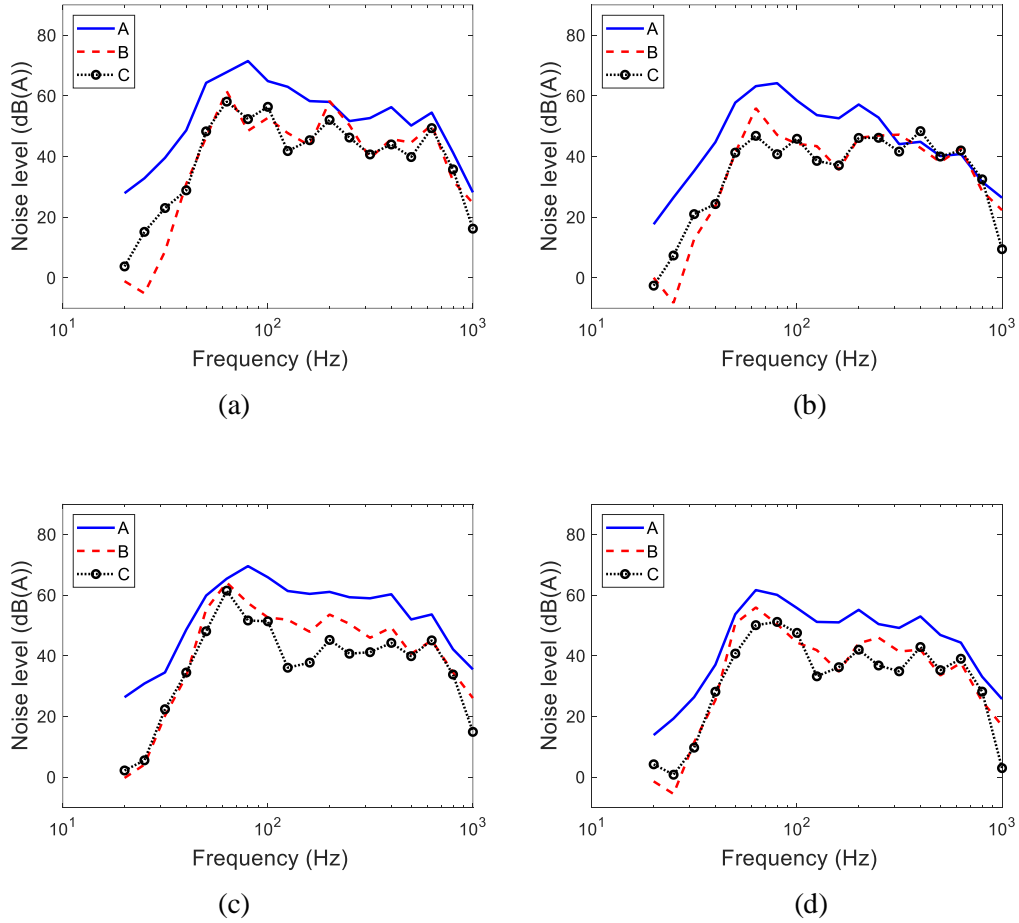 80
60
40
20
0
Noise level (dB(A))
A
B
C
10^1
10^2
10^3
Frequency (Hz)
(a)
80
60
40
20
0
Noise level (dB(A))
A
B
C
10^1
10^2
10^3
Frequency (Hz)
(b)
80
60
40
20
0
Noise level (dB(A))
A
B
C
10^1
10^2
10^3
Frequency (Hz)
(c)
80
60
40
20
0
Noise level (dB(A))
A
B
C
10^1
10^2
10^3
Frequency (Hz)
(d)